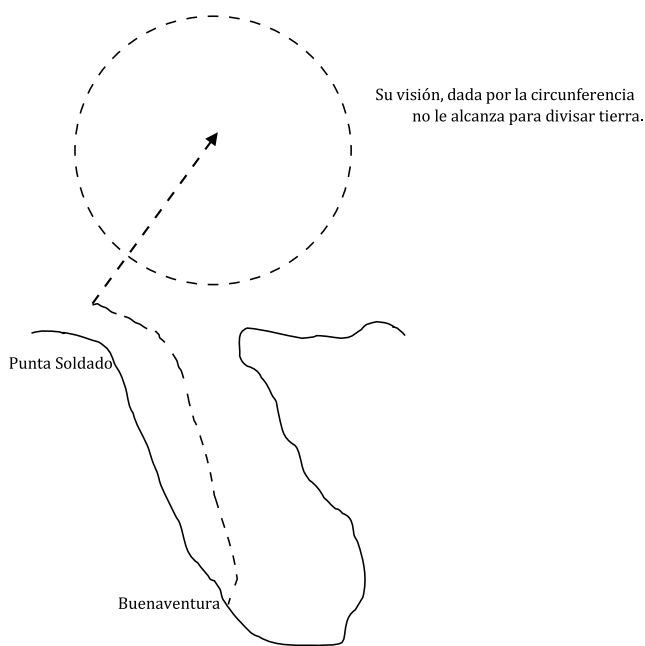 Su visión, dada por la circunferencia
no le alcanza para divisar tierra.
Punta Soldado
Buenaventura